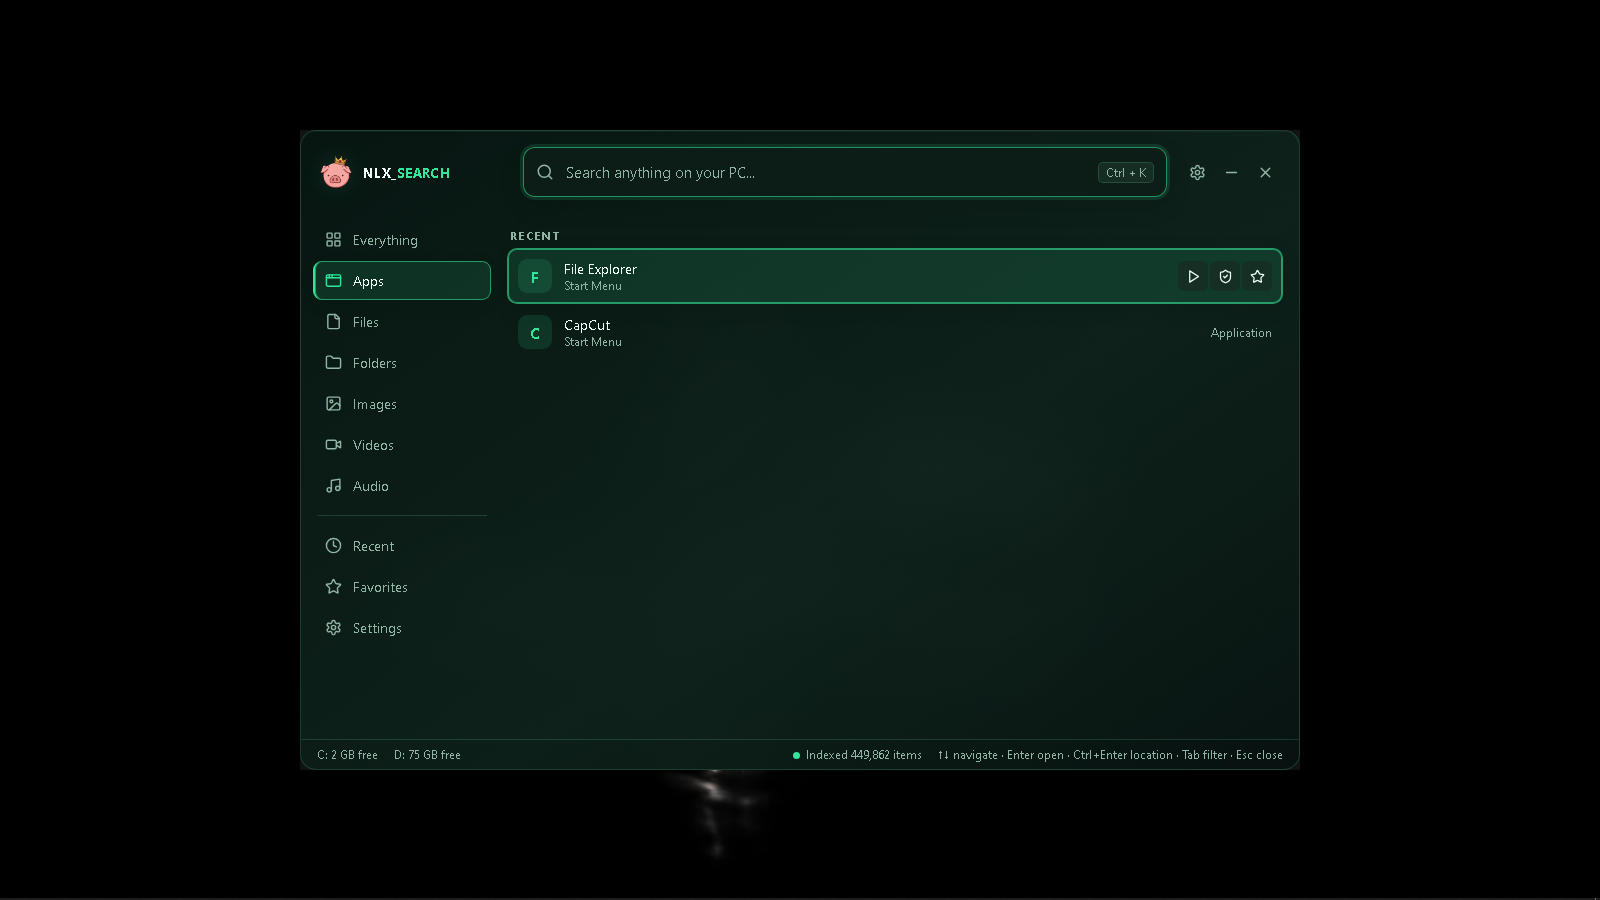 NLX_SEARCH
Search anything on your PC...
Ctrl + K
Everything
Apps
Files
Folders
Images
Videos
Audio
Recent
Favorites
Settings
RECENT
F
File Explorer
Start Menu
C
CapCut
Start Menu
Application
C: 2 GB free
D: 75 GB free
Indexed 449,862 items
↑↓ navigate · Enter open · Ctrl+Enter location · Tab filter · Esc close